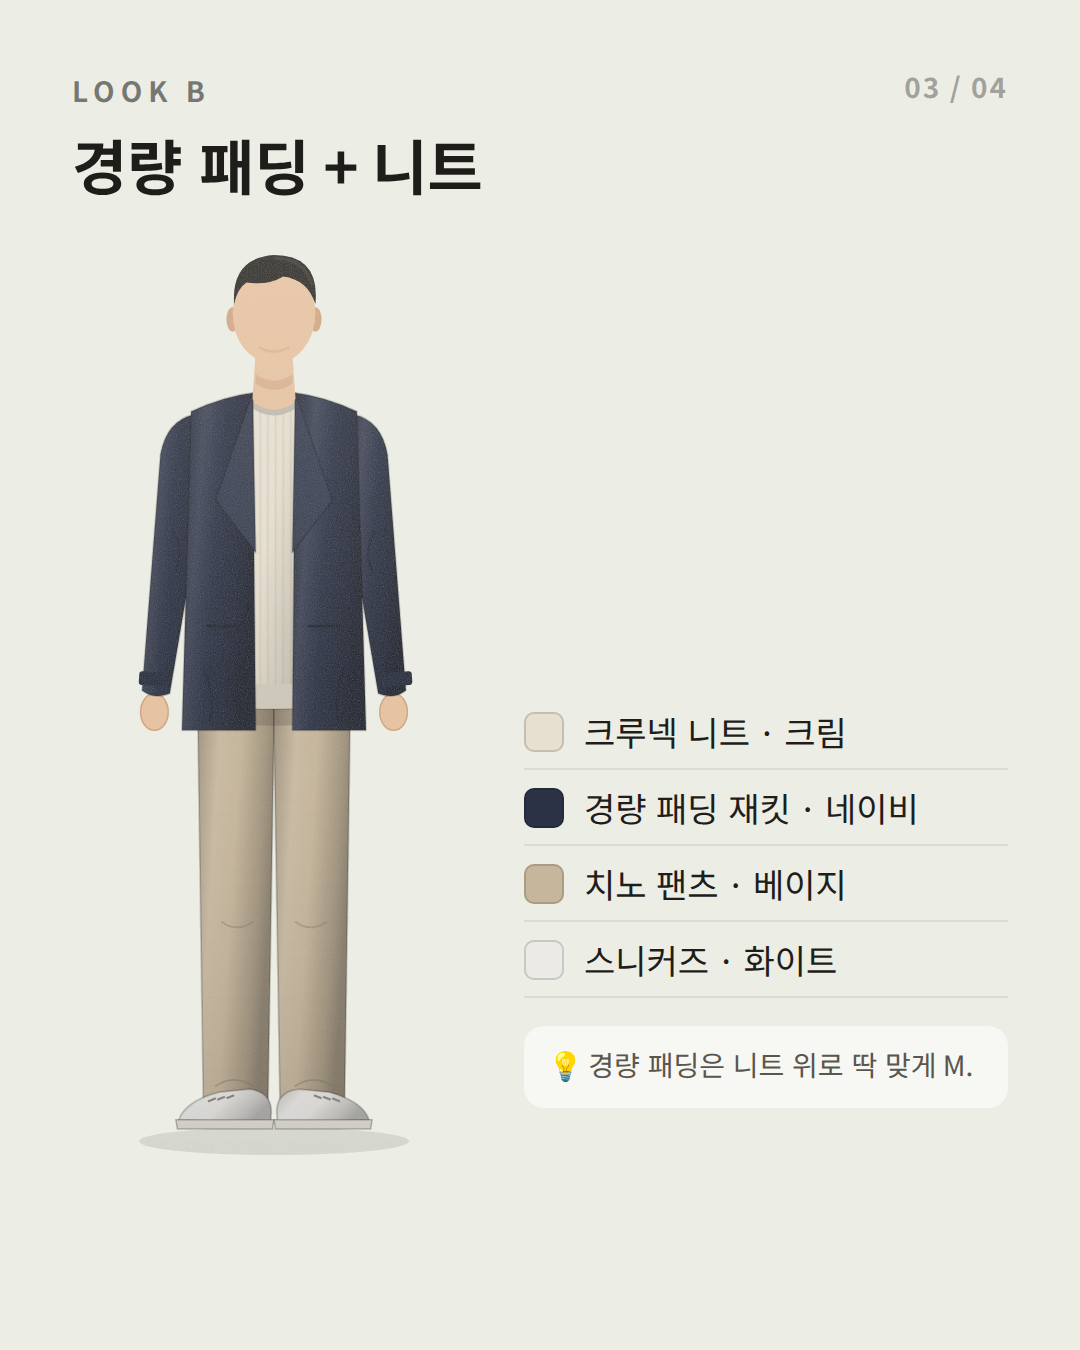 LOOK B
03 / 04
경량 패딩 + 니트
크루넥 니트 · 크림
경량 패딩 재킷 · 네이비
치노 팬츠 · 베이지
스니커즈 · 화이트
💡 경량 패딩은 니트 위로 딱 맞게 M.